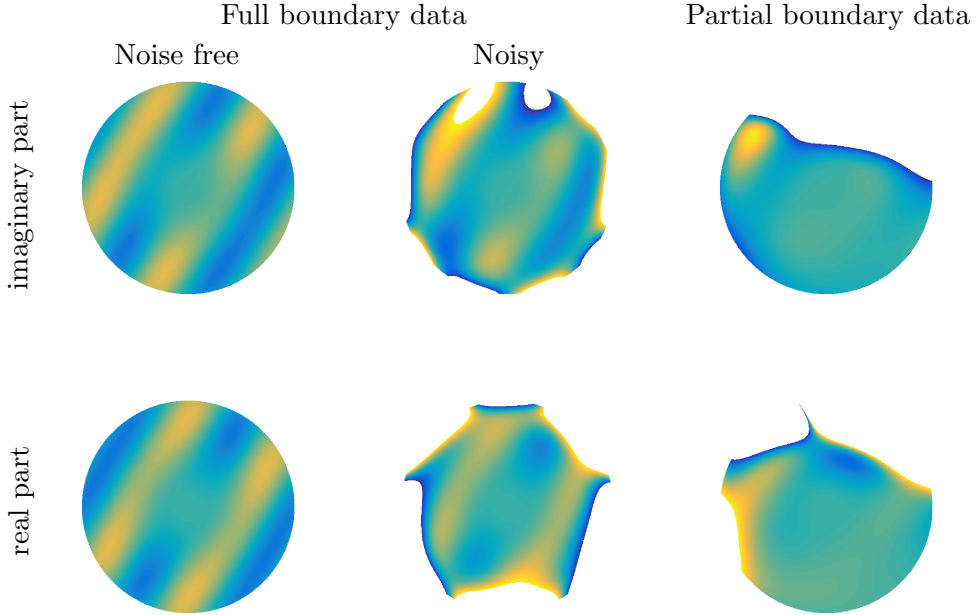 Full boundary data
Partial boundary data
Noise free
Noisy
imaginary part
real part